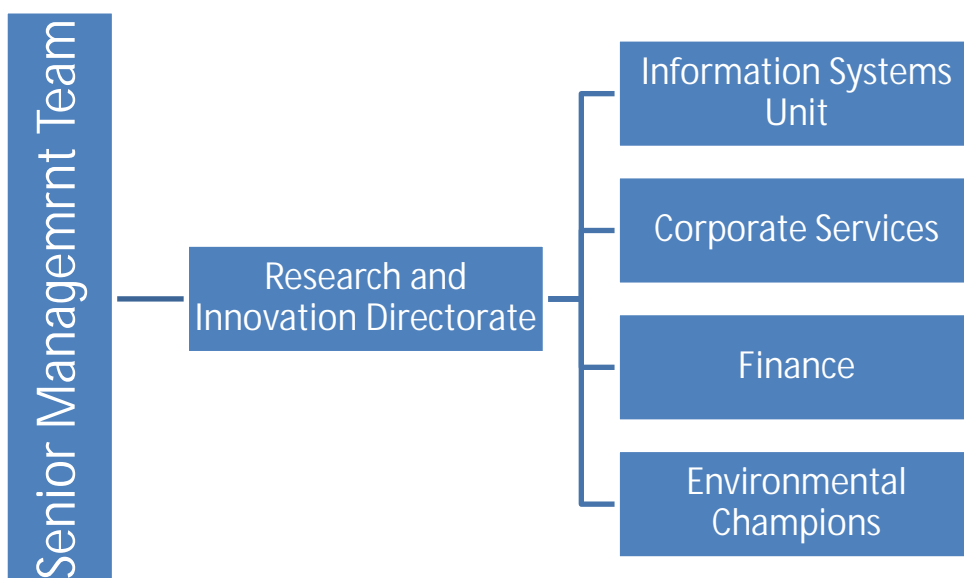 Senior Managemrnt Team
Research and
Innovation Directorate
Information Systems
Unit
Corporate Services
Finance
Environmental
Champions